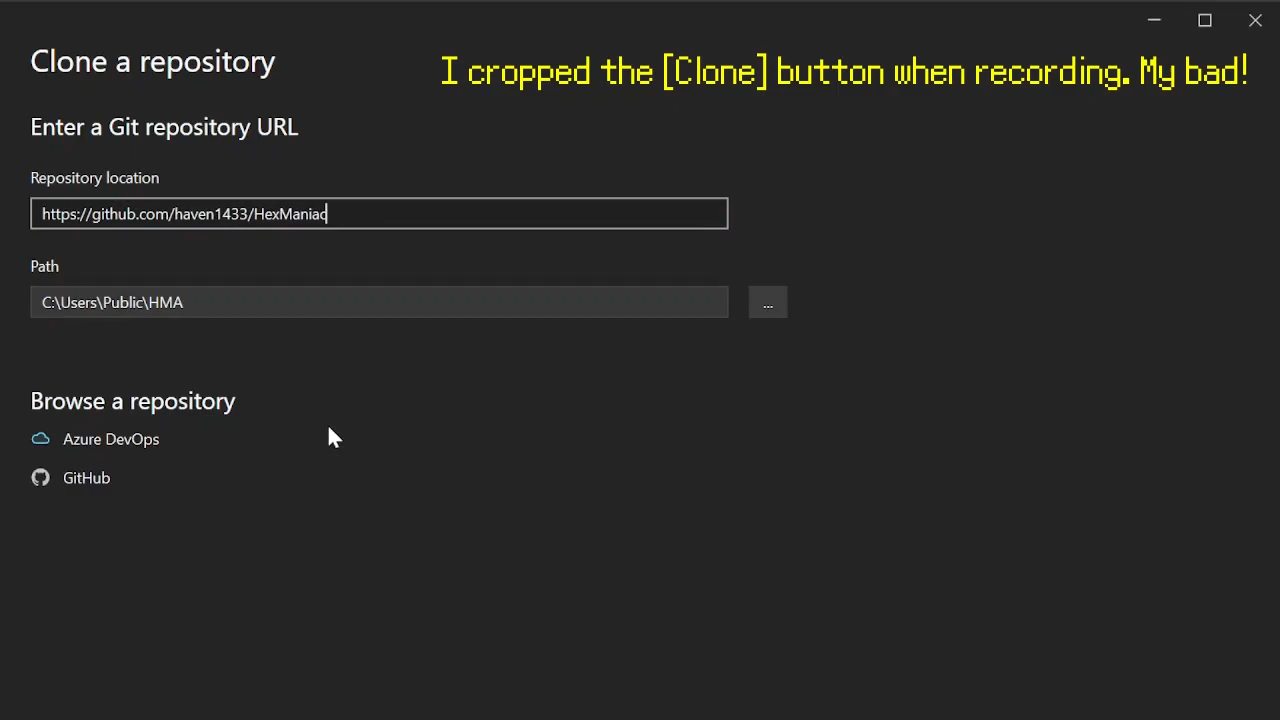 Clone a repository
I cropped the [Clone] button when recording. My bad!
Enter a Git repository URL
Repository location
https://github.com/haven1433/HexManiac
Path
C:\Users\Public\HMA
...
Browse a repository
Azure DevOps
GitHub